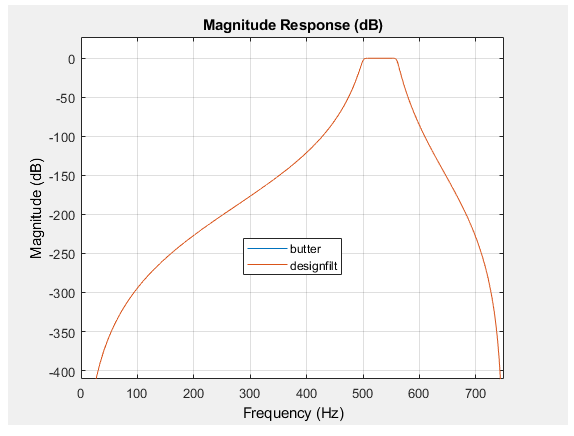 Magnitude Response (dB)
0
-50
-100
-150
-200
-250
-300
-350
-400
Magnitude (dB)
butter
designfilt
0 100 200 300 400 500 600 700
Frequency (Hz)